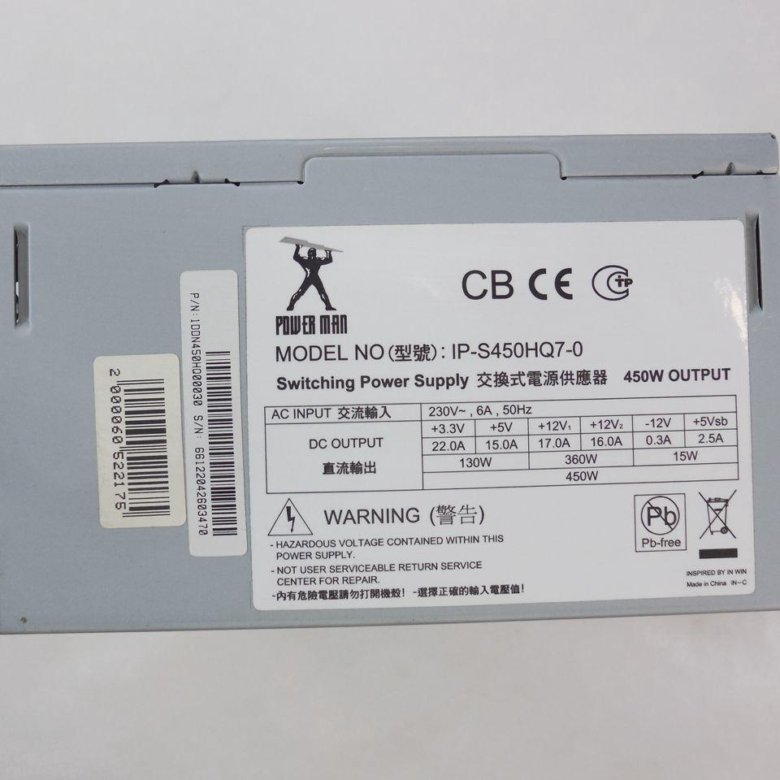 POWER MAN
CB CE C TP
MODEL NO (型號): IP-S450HQ7-0
Switching Power Supply 交換式電源供應器 450W OUTPUT
AC INPUT 交流輸入 230V~ , 6A , 50Hz
DC OUTPUT 直流輸出
+3.3V +5V +12V1 +12V2 -12V +5Vsb
22.0A 15.0A 17.0A 16.0A 0.3A 2.5A
130W 360W 15W
450W
WARNING (警告)
- HAZARDOUS VOLTAGE CONTAINED WITHIN THIS
POWER SUPPLY.
- NOT USER SERVICEABLE RETURN SERVICE
CENTER FOR REPAIR.
-內有危險電壓請勿打開機殼! -選擇正確的輸入電壓值!
Pb
Pb-free
INSPIRED BY IN WIN
Made in China IN-C
P/N:1DDN450HQ00030 S/N: 66122042603470
2000060522175